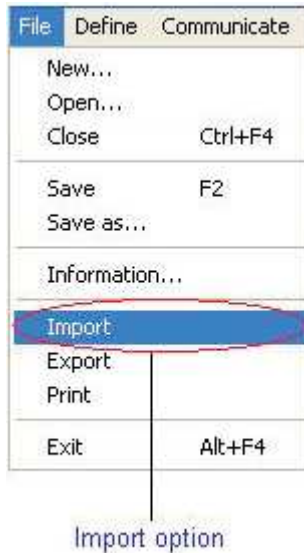 File Define Communicate
New...
Open...
Close Ctrl+F4
Save F2
Save as...
Information...
Import
Export
Print
Exit Alt+F4
Import option